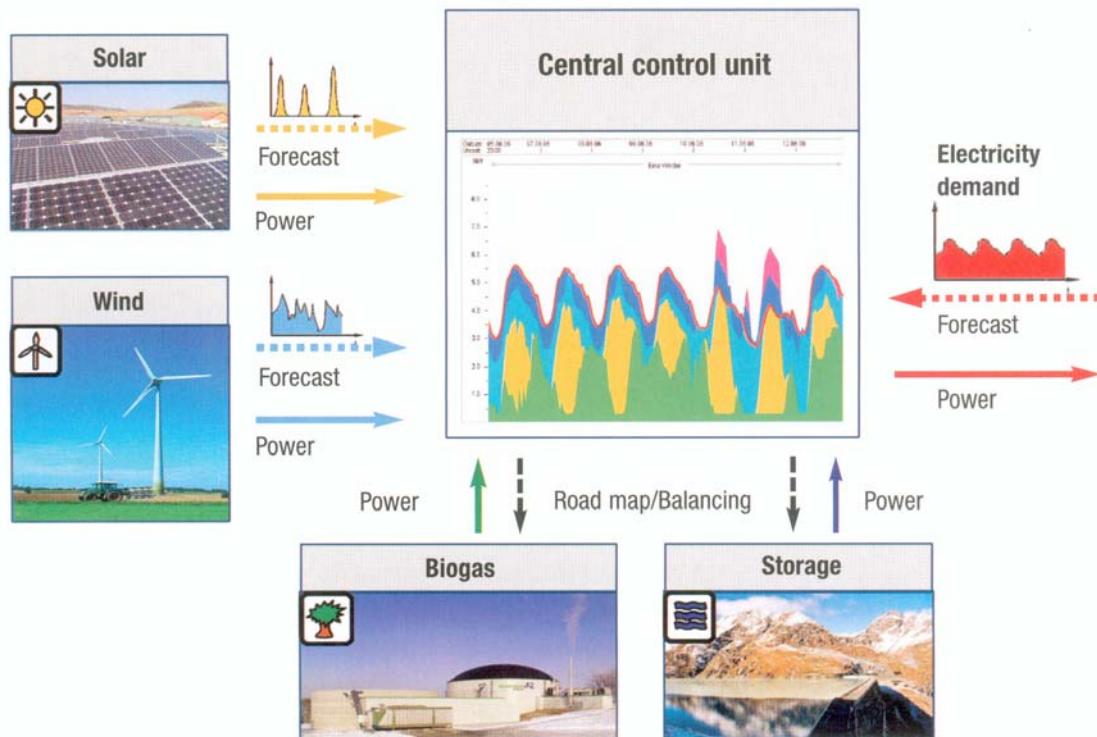 Solar
Forecast
Power
Wind
Forecast
Power
Central control unit
Electricity
demand
Forecast
Power
Power
Road map/Balancing
Power
Biogas
Storage